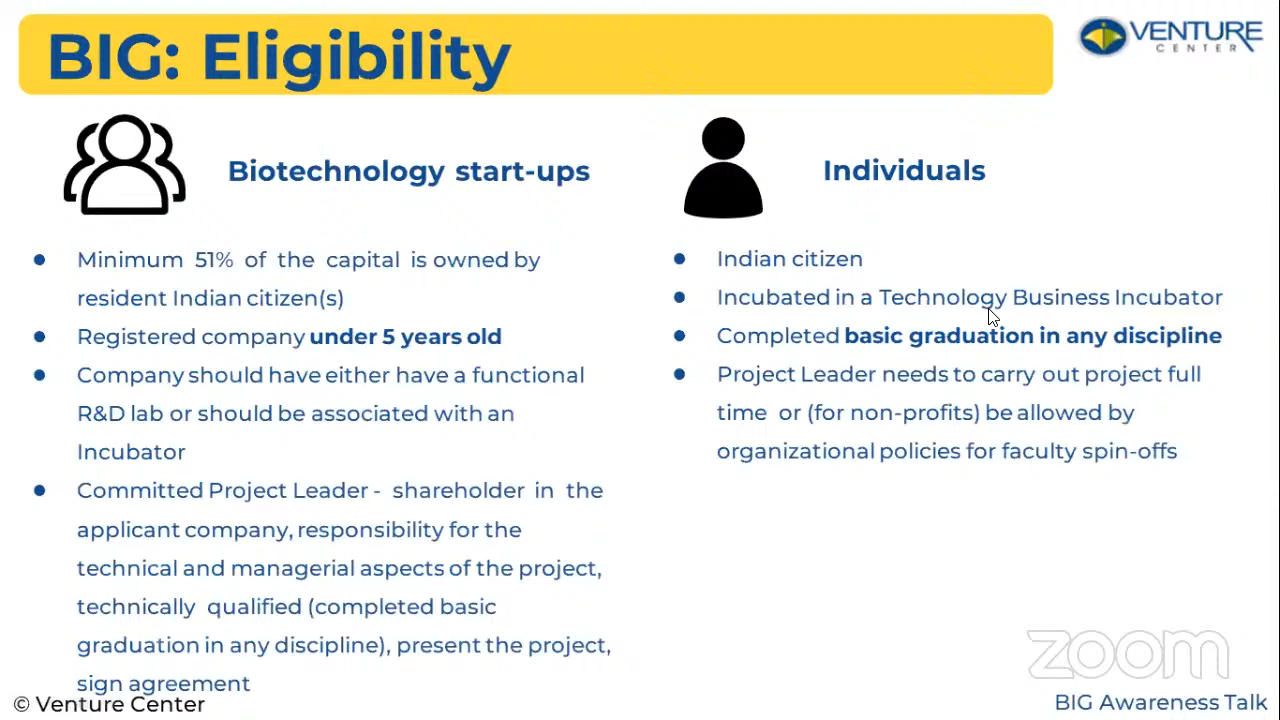 BIG: Eligibility
VENTURE
CENTER
Biotechnology start-ups
Minimum 51% of the capital is owned by
resident Indian citizen(s)
Registered company under 5 years old
Company should have either have a functional
R&D lab or should be associated with an
Incubator
Committed Project Leader - shareholder in the
applicant company, responsibility for the
technical and managerial aspects of the project,
technically qualified (completed basic
graduation in any discipline), present the project,
sign agreement
Individuals
Indian citizen
Incubated in a Technology Business Incubator
Completed basic graduation in any discipline
Project Leader needs to carry out project full
time or (for non-profits) be allowed by
organizational policies for faculty spin-offs
zoom
© Venture Center
BIG Awareness Talk